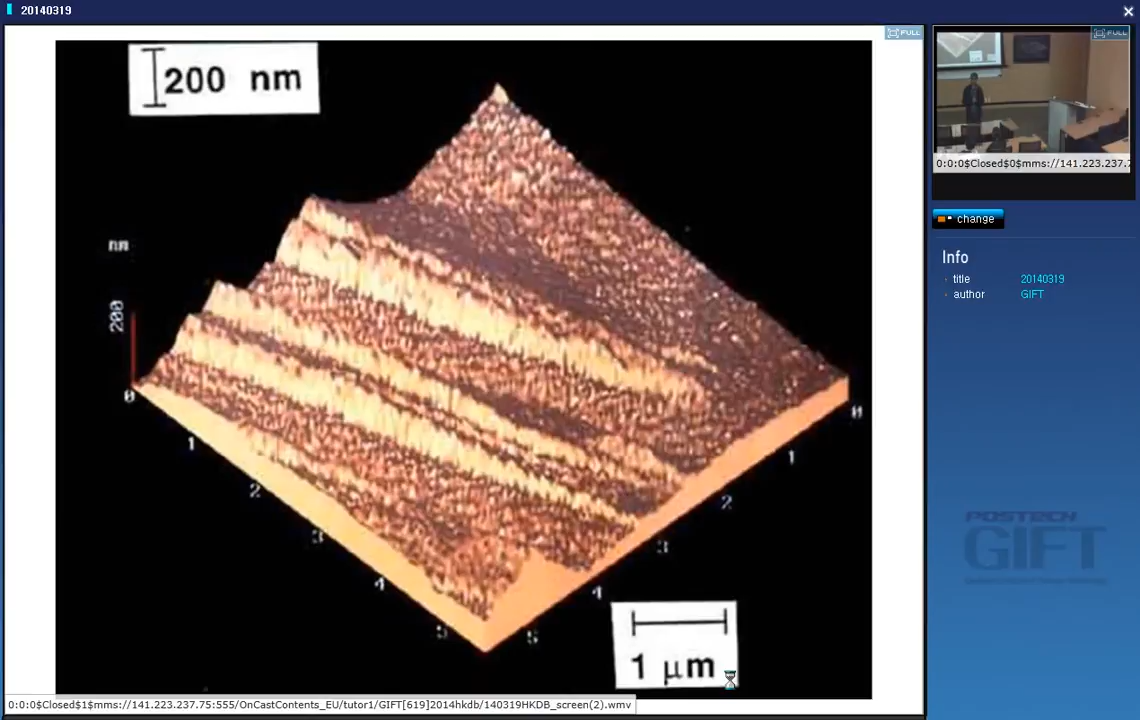 20140319
FULL
200 nm
nm
200
0
1
2
3
4
5
0
1
2
3
4
5
1 μm
FULL
0:0:0$Closed$0$mms://141.223.237.7
change
Info
title 20140319
author GIFT
POSTECH
GIFT
0:0:0$Closed$1$mms://141.223.237.75:555/OnCastContents_EU/tutor1/GIFT[619]2014hkdb/140319HKDB_screen(2).wmv